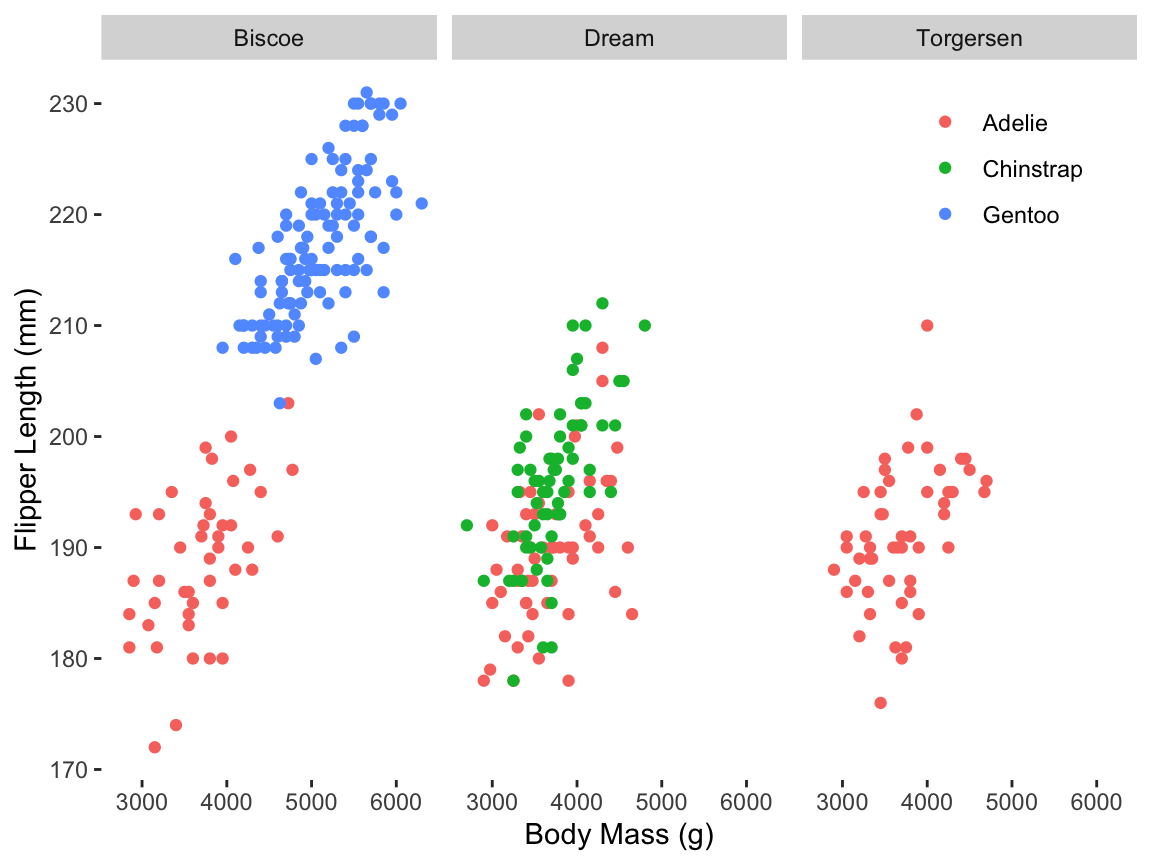 Biscoe Dream Torgersen
230
220
210
200
190
180
170
Flipper Length (mm)
Adelie
Chinstrap
Gentoo
3000 4000 5000 6000 3000 4000 5000 6000 3000 4000 5000 6000
Body Mass (g)